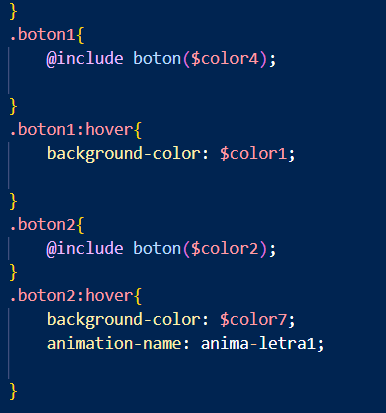 }
.boton1{
@include boton($color4);
}
.boton1:hover{
background-color: $color1;
}
.boton2{
@include boton($color2);
}
.boton2:hover{
background-color: $color7;
animation-name: anima-letra1;
}